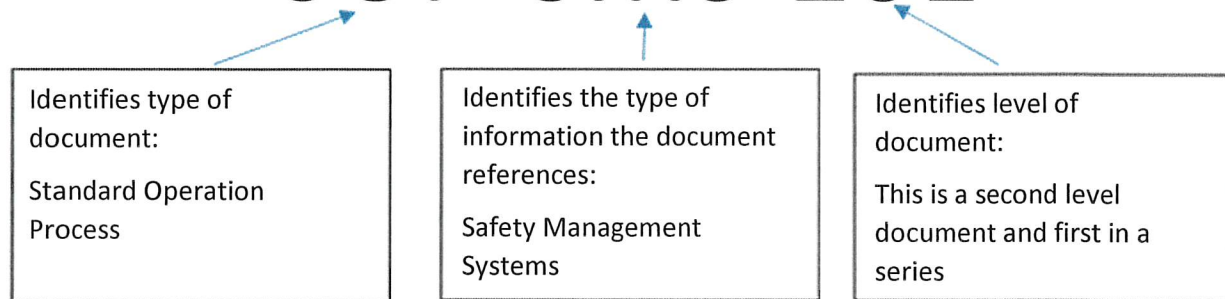 Identifies type of
document:
Standard Operation
Process
Identifies the type of
information the document
references:
Safety Management
Systems
Identifies level of
document:
This is a second level
document and first in a
series